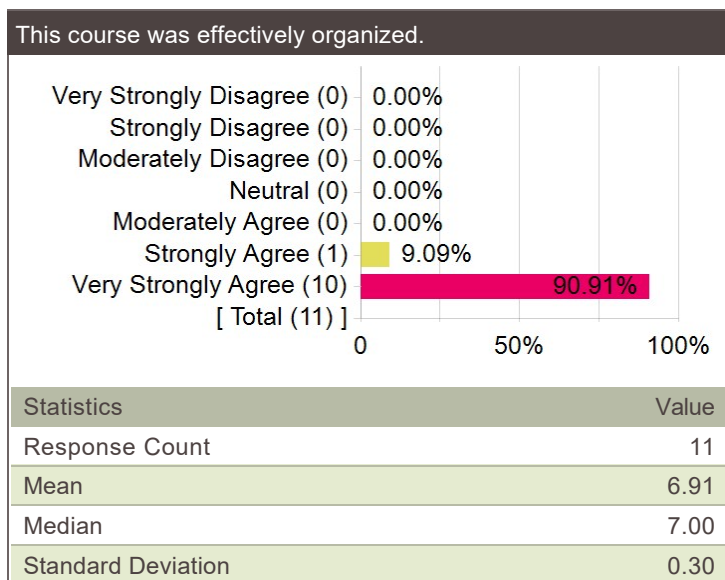 This course was effectively organized.
Very Strongly Disagree (0) 0.00%
Strongly Disagree (0) 0.00%
Moderately Disagree (0) 0.00%
Neutral (0) 0.00%
Moderately Agree (0) 0.00%
Strongly Agree (1) 9.09%
Very Strongly Agree (10) 90.91%
[ Total (11) ]
0 50% 100%
Statistics Value
Response Count 11
Mean 6.91
Median 7.00
Standard Deviation 0.30